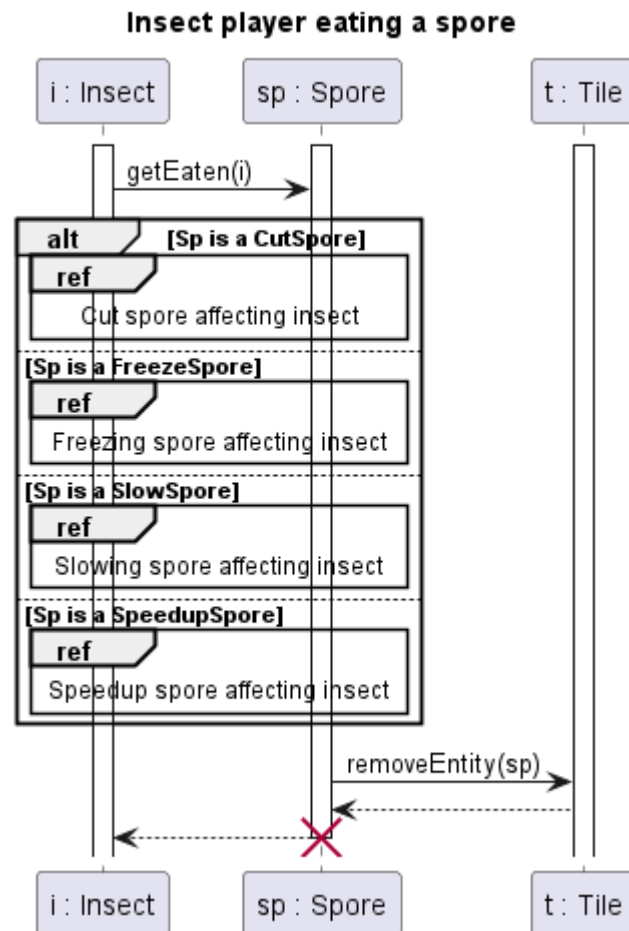 Insect player eating a spore
i : Insect
sp : Spore
t : Tile
getEaten(i)
alt [Sp is a CutSpore]
ref
Cut spore affecting insect
[Sp is a FreezeSpore]
ref
Freezing spore affecting insect
[Sp is a SlowSpore]
ref
Slowing spore affecting insect
[Sp is a SpeedupSpore]
ref
Speedup spore affecting insect
removeEntity(sp)
i : Insect
sp : Spore
t : Tile